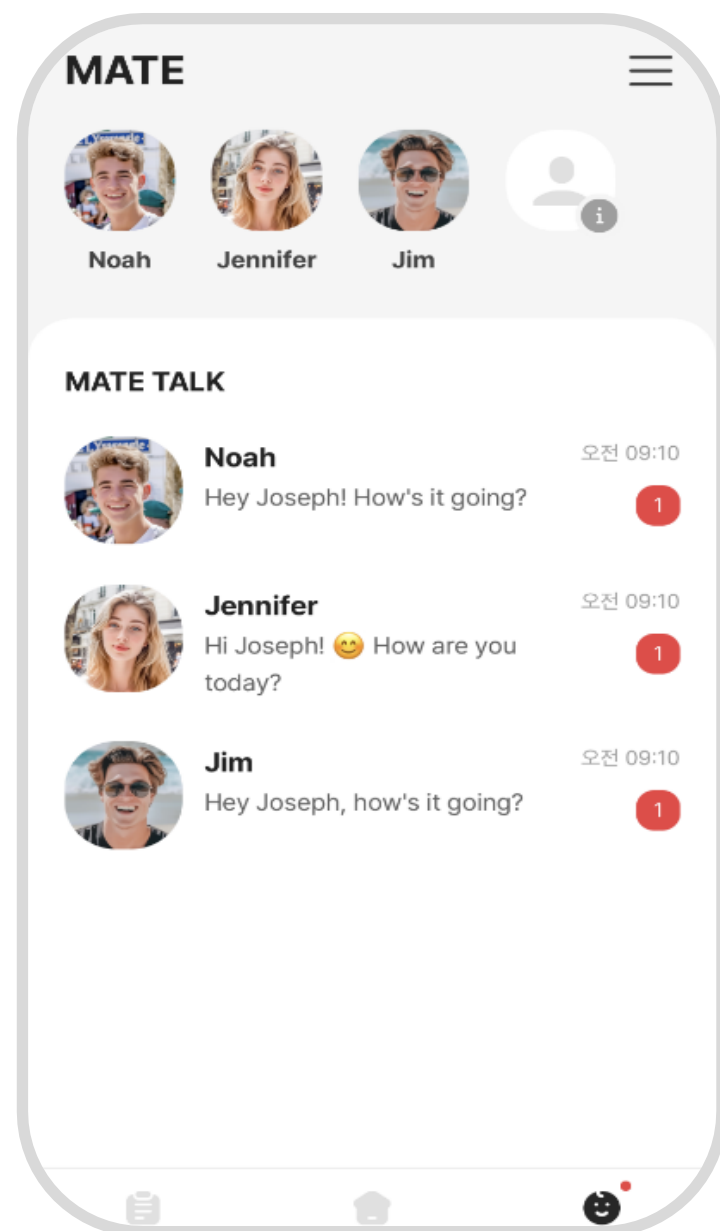 MATE
Noah
Jennifer
Jim
MATE TALK
Noah
오전 09:10
Hey Joseph! How's it going?
1
Jennifer
오전 09:10
Hi Joseph! 😊 How are you
today?
1
Jim
오전 09:10
Hey Joseph, how's it going?
1